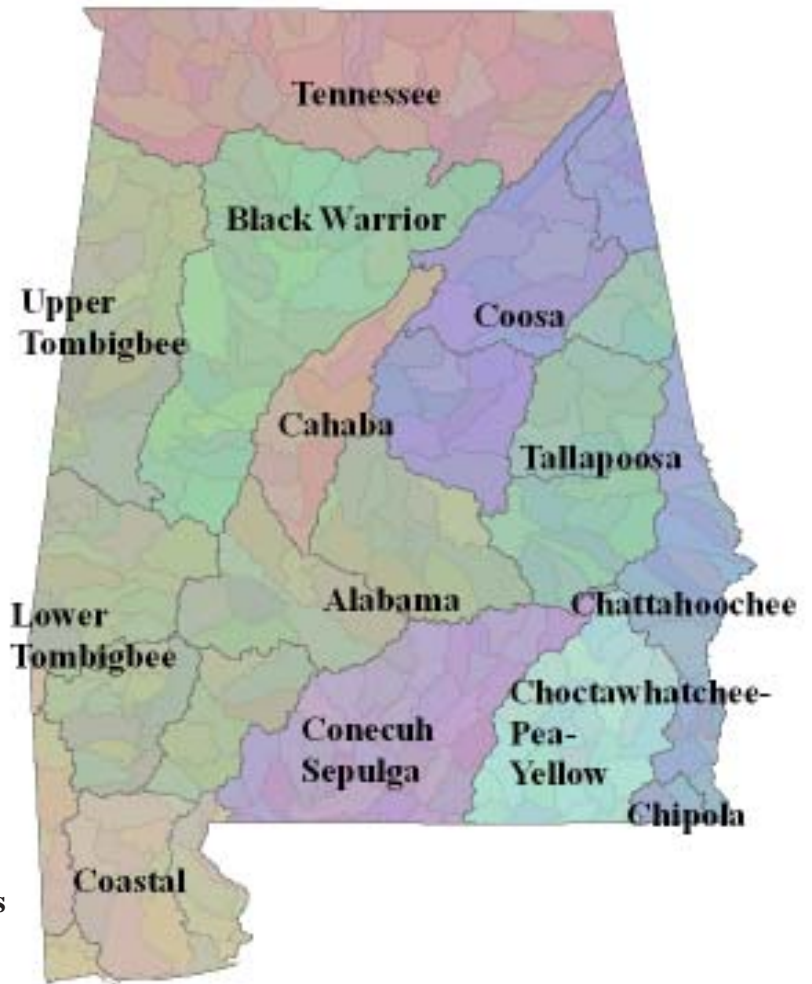 Tennessee
Black Warrior
Upper
Tombigbee
Coosa
Cahaba
Tallapoosa
Alabama
Chattahoochee
Lower
Tombigbee
Choctawhatchee-
Pea-
Yellow
Conecuh
Sepulga
Chipola
Coastal
s